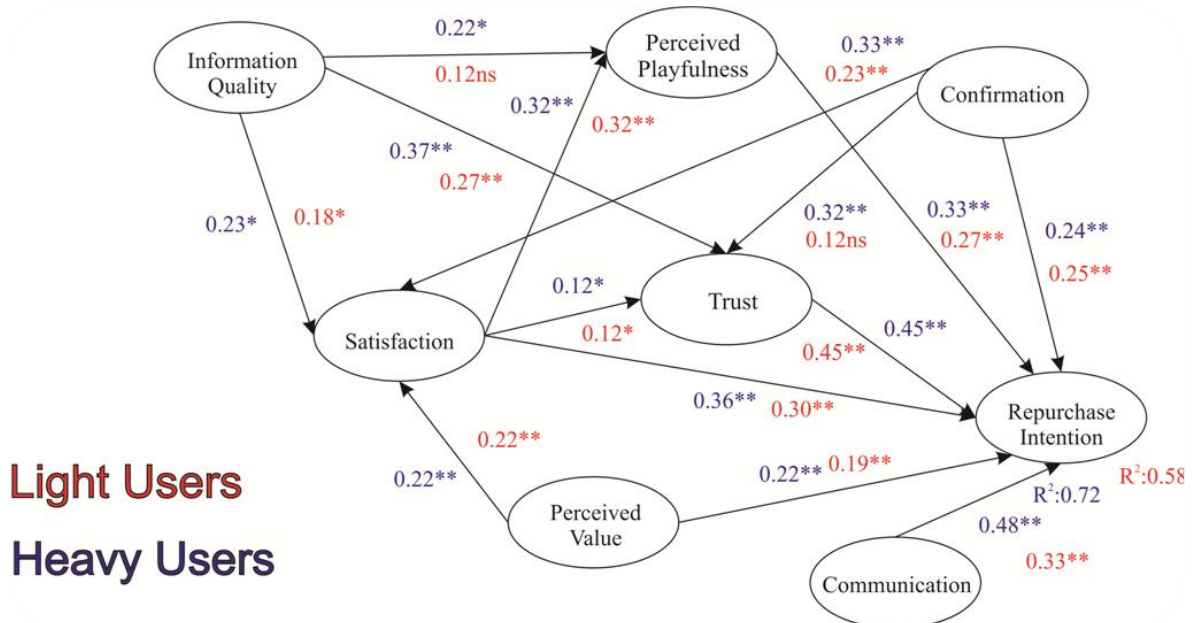 0.22*
0.12ns
Information
Quality
Perceived
Playfulness
0.33**
0.23**
Confirmation
0.32**
0.32**
0.37**
0.27**
0.23*
0.18*
0.32**
0.12ns
0.33**
0.27**
0.24**
0.25**
0.12*
0.12*
Trust
Satisfaction
0.45**
0.45**
0.36**
0.30**
Repurchase
Intention
R²:0.58
R²:0.72
0.22**
0.22**
0.22**
0.19**
Perceived
Value
0.48**
0.33**
Communication
Light Users
Heavy Users